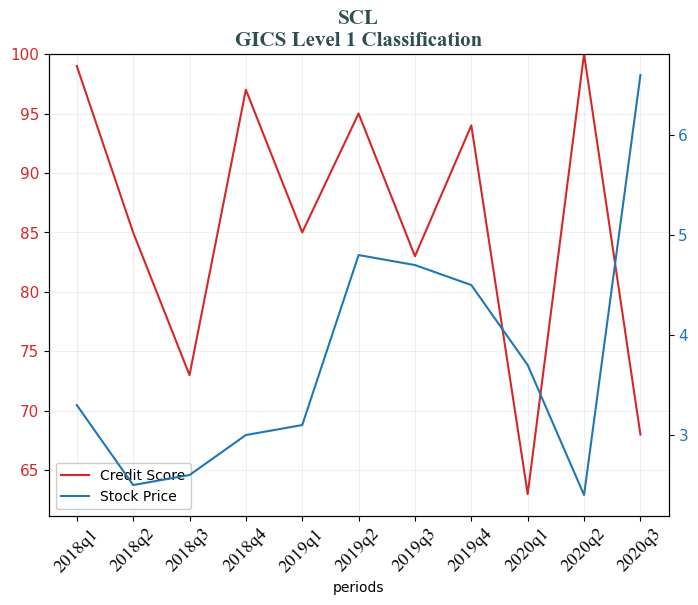 SCL
GICS Level 1 Classification
100
95
90
85
80
75
70
65
6
5
4
3
Credit Score
Stock Price
2018q1
2018q2
2018q3
2018q4
2019q1
2019q2
2019q3
2019q4
2020q1
2020q2
2020q3
periods